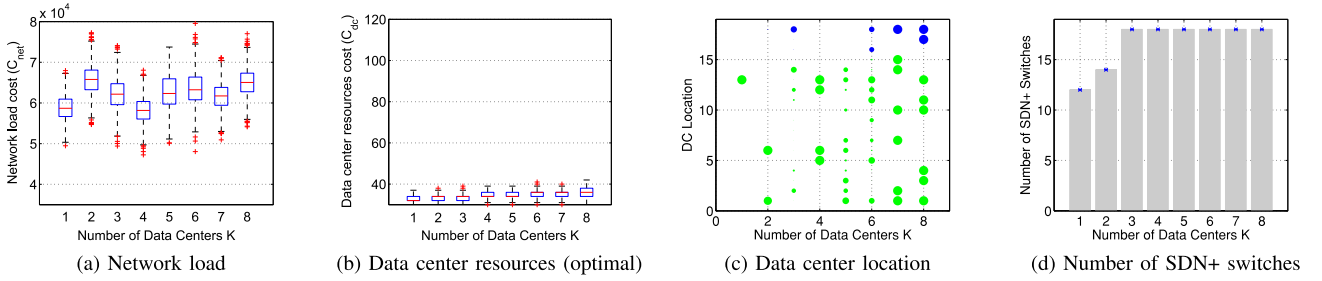 8 x 10⁴
6
4
Network load cost (C_net)
1 2 3 4 5 6 7 8
Number of Data Centers K
(a) Network load
120
100
80
60
40
Data center resources cost (C_dc)
1 2 3 4 5 6 7 8
Number of Data Centers K
(b) Data center resources (optimal)
15
10
5
0
DC Location
0 2 4 6 8
Number of Data Centers K
(c) Data center location
15
10
5
0
Number of SDN+ Switches
1 2 3 4 5 6 7 8
Number of Data Centers K
(d) Number of SDN+ switches